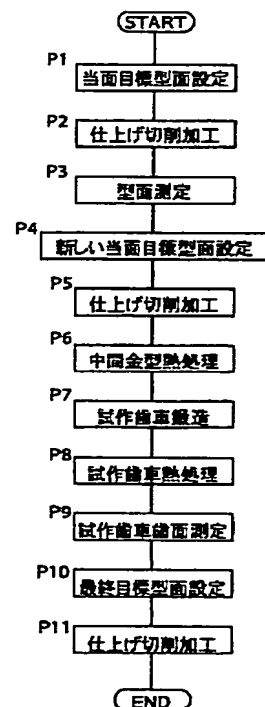 START
P1
当面目標型面設定
P2
仕上げ切削加工
P3
型面測定
P4
新しい当面目標型面設定
P5
仕上げ切削加工
P6
中間金型熱処理
P7
試作歯車鍛造
P8
試作歯車熱処理
P9
試作歯車歯面測定
P10
最終目標型面設定
P11
仕上げ切削加工
END